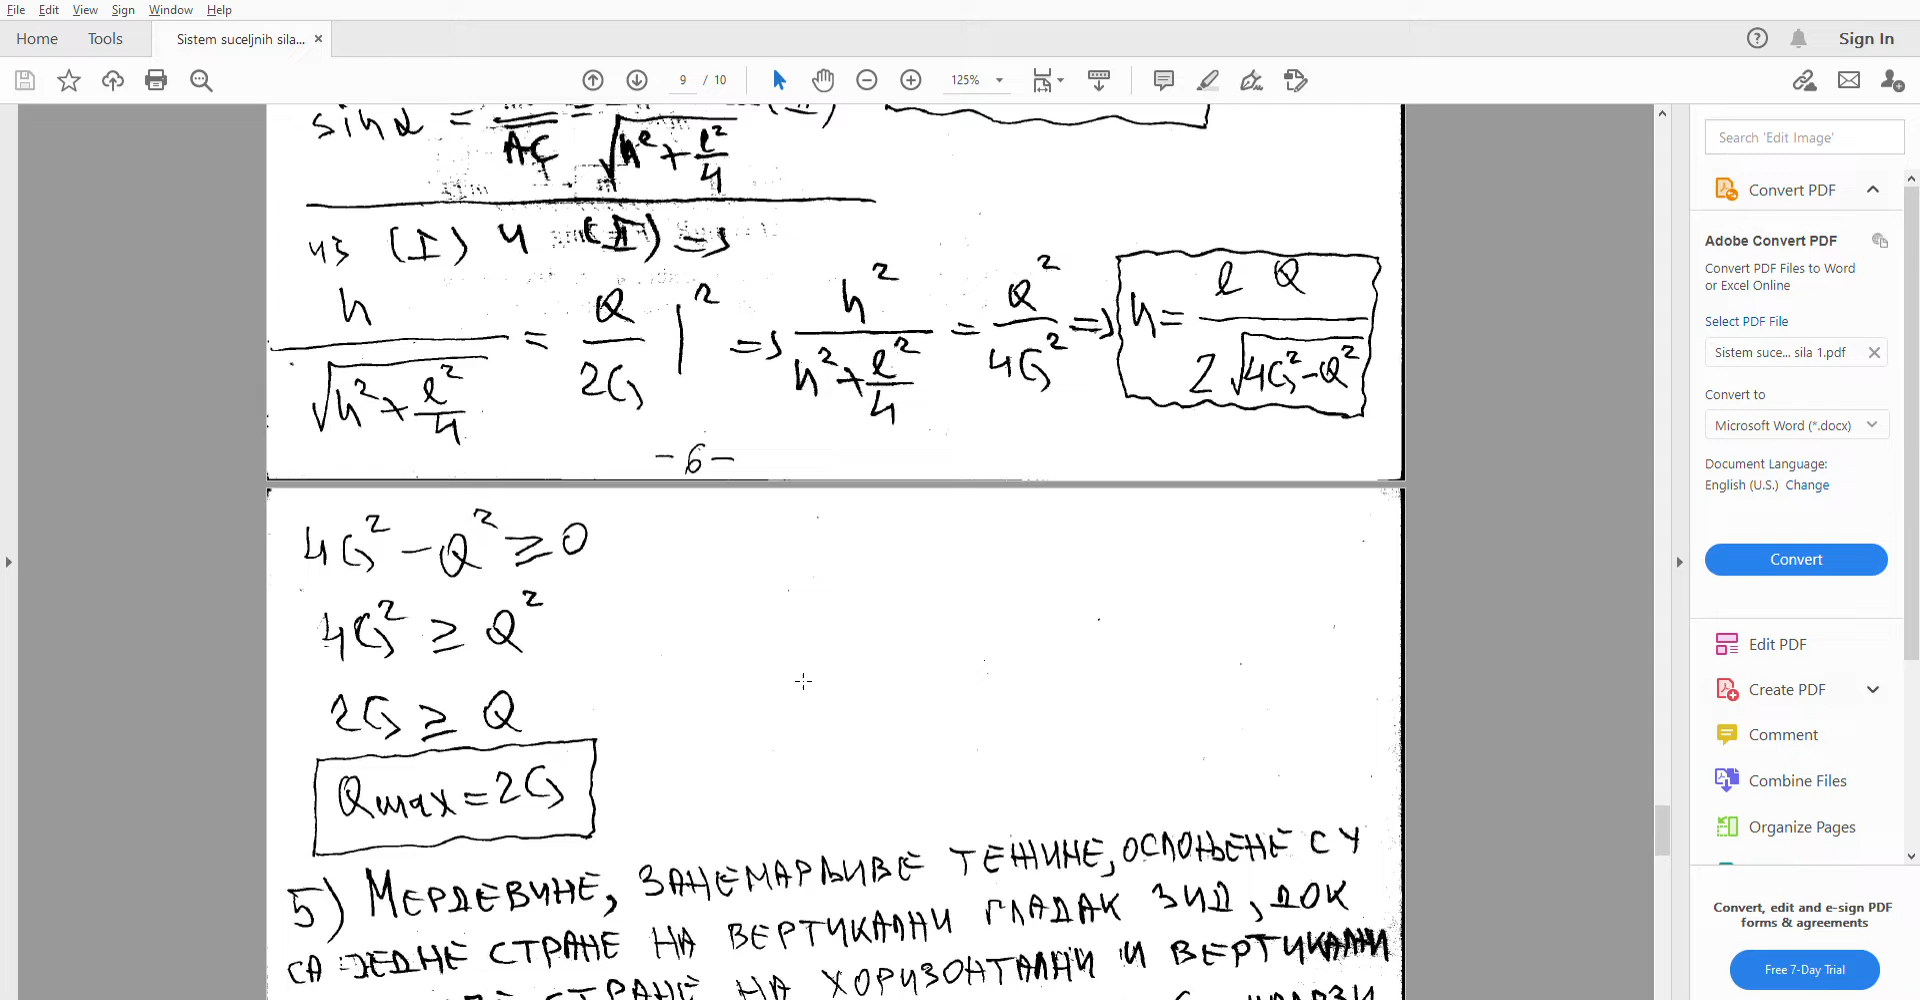 File Edit View Sign Window Help
Home Tools Sistem suceljnih sila... × Sign In
9 / 10 125%
sinα = AC √h²+l²/4
из (I) и (II) =>
h/√h²+l²/4 = Q/2G |² => h²/h²+l²/4 = Q²/4G² => h= l Q/2√4G²-Q²
-6-
4G²-Q²≥0
4G² ≥ Q²
2G ≥ Q
Qmax=2G
5) МЕРДЕВИНЕ, ЗАНЕМАРЉИВЕ ТЕЖИНЕ, ОСЛОЊЕНЕ СУ
СА ЈЕДНЕ СТРАНЕ НА ВЕРТИКАЛНИ ГЛАДАК ЗИД, ДОК
СТРАНЕ НА ХОРИЗОНТАЛНИ И ВЕРТИКАЛНИ
Search 'Edit Image'
Convert PDF
Adobe Convert PDF
Convert PDF Files to Word
or Excel Online
Select PDF File
Sistem suce... sila 1.pdf ×
Convert to
Microsoft Word (*.docx)
Document Language:
English (U.S.) Change
Convert
Edit PDF
Create PDF
Comment
Combine Files
Organize Pages
Convert, edit and e-sign PDF
forms & agreements
Free 7-Day Trial